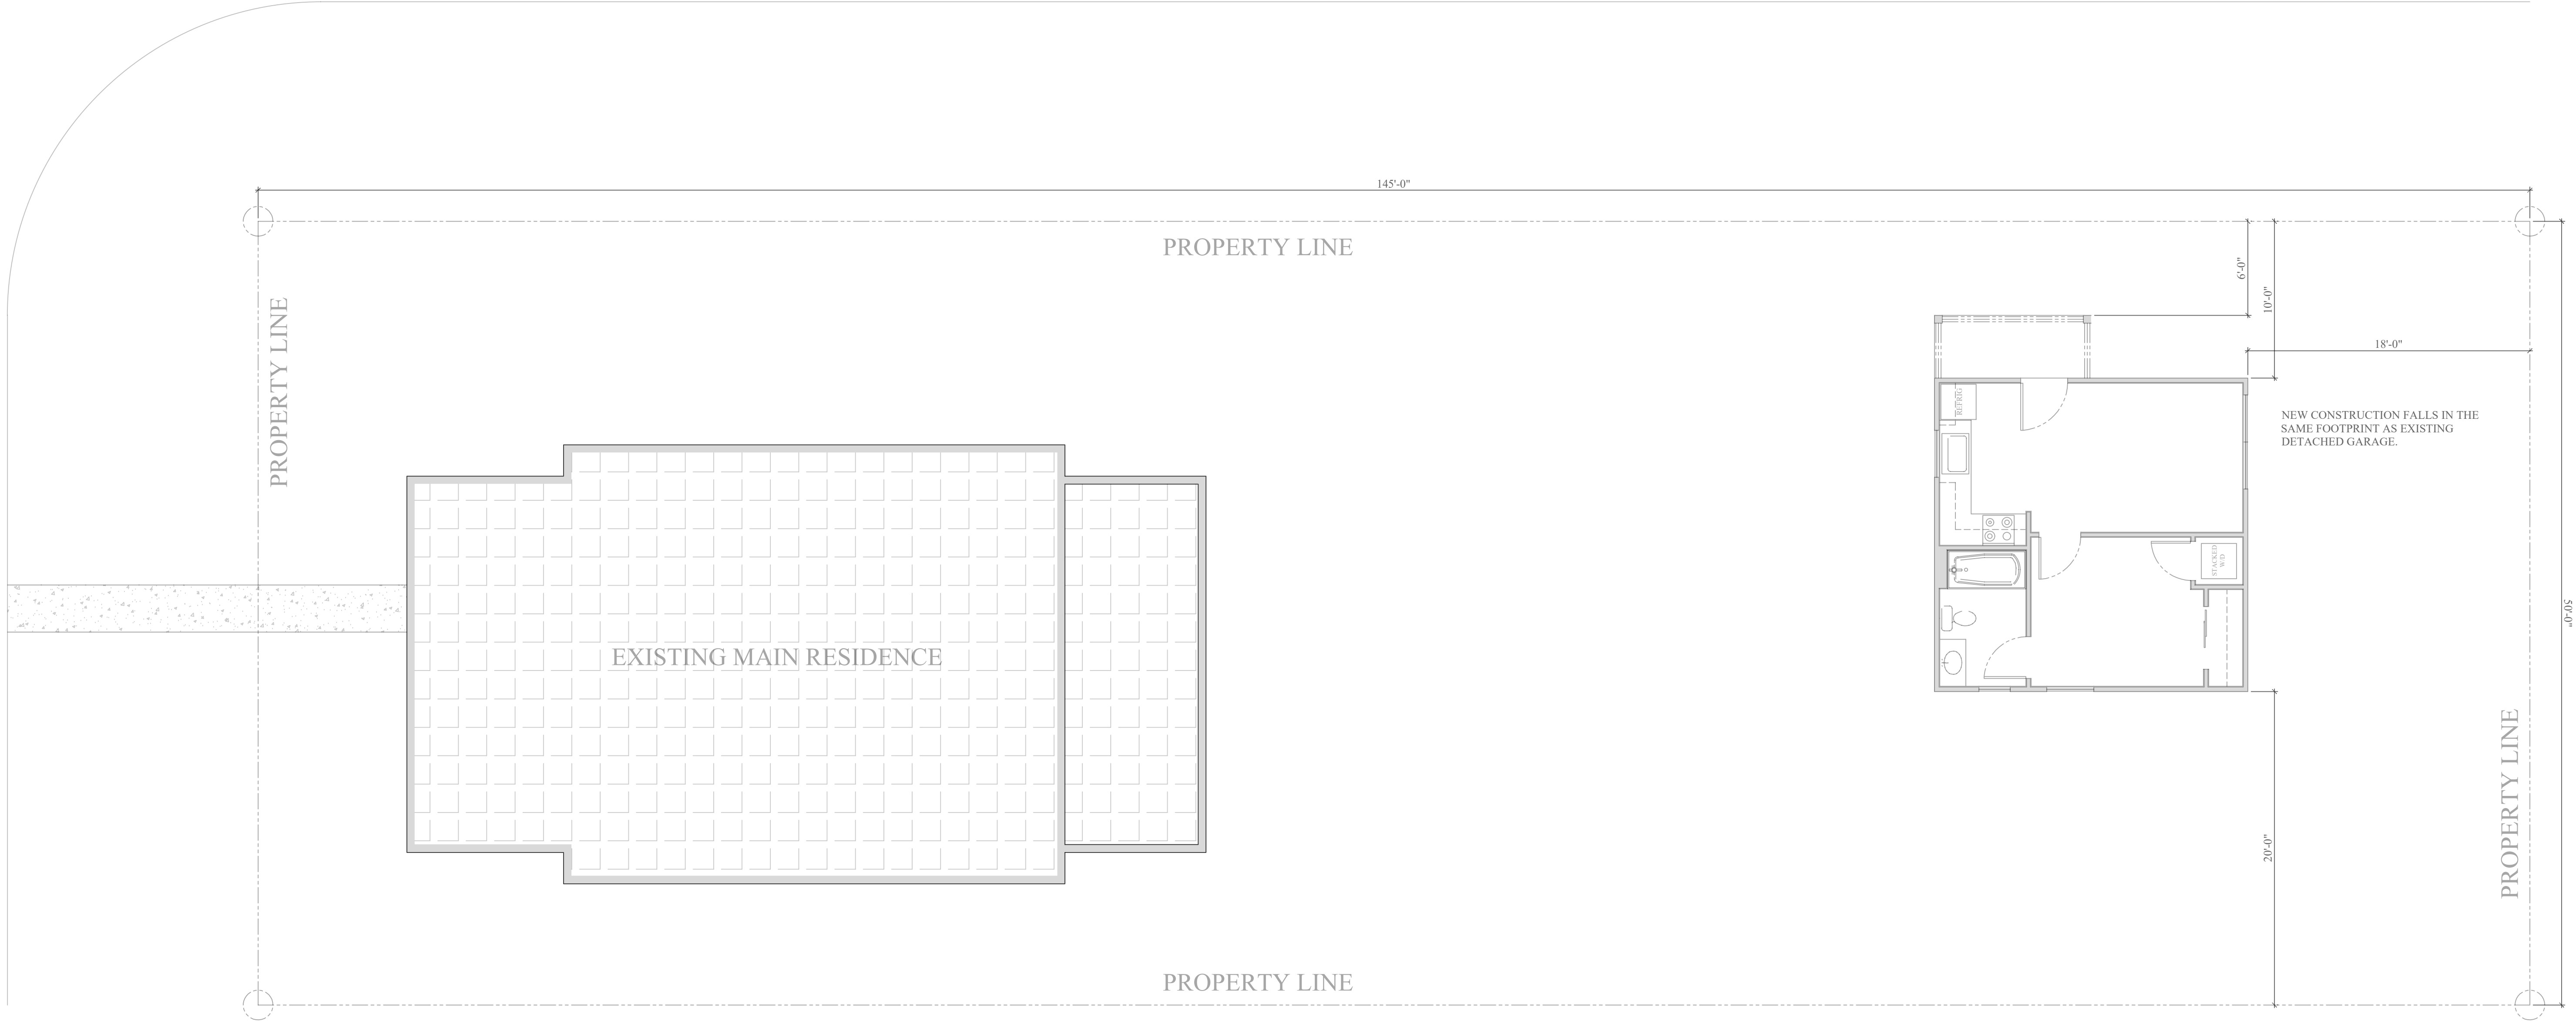 145'-0"
PROPERTY LINE
6'-0"
10'-0"
PROPERTY LINE
18'-0"
REFRIG
NEW CONSTRUCTION FALLS IN THE
SAME FOOTPRINT AS EXISTING
DETACHED GARAGE.
STACKED
W/D
50'-0"
EXISTING MAIN RESIDENCE
PROPERTY LINE
20'-0"
PROPERTY LINE